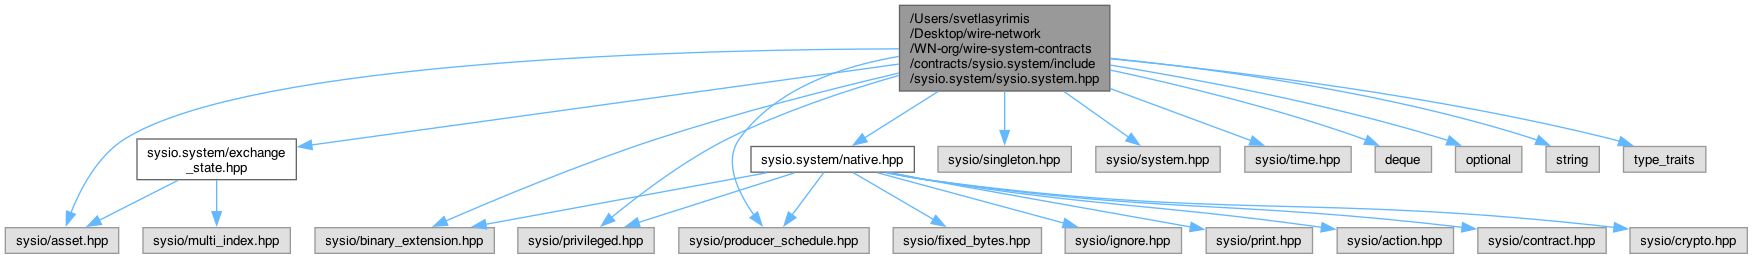 /Users/svetlasyrimis
/Desktop/wire-network
/WN-org/wire-system-contracts
/contracts/sysio.system/include
/sysio.system/sysio.system.hpp
sysio.system/exchange
_state.hpp
sysio.system/native.hpp
sysio/singleton.hpp
sysio/system.hpp
sysio/time.hpp
deque
optional
string
type_traits
sysio/asset.hpp
sysio/multi_index.hpp
sysio/binary_extension.hpp
sysio/privileged.hpp
sysio/producer_schedule.hpp
sysio/fixed_bytes.hpp
sysio/ignore.hpp
sysio/print.hpp
sysio/action.hpp
sysio/contract.hpp
sysio/crypto.hpp